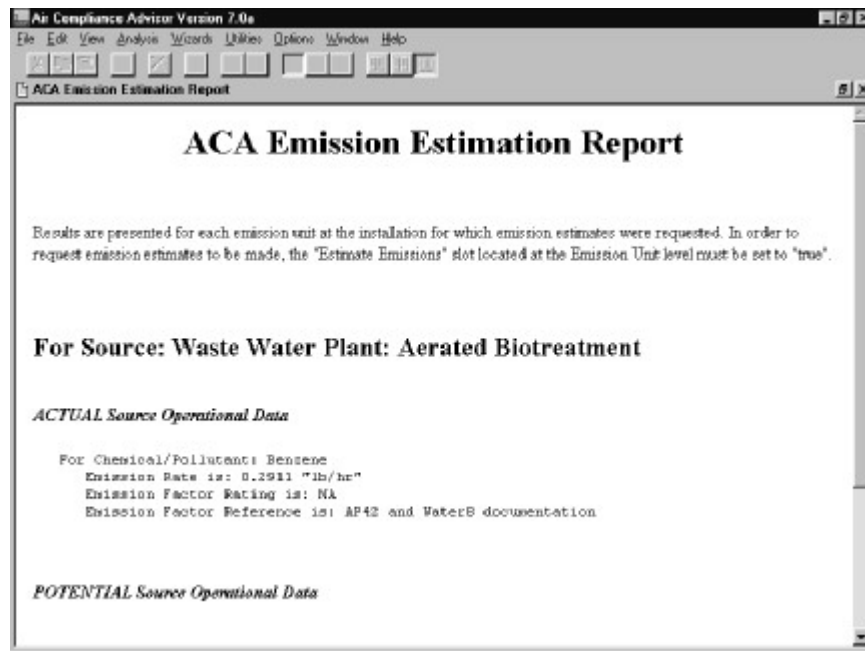 Air Compliance Advisor Version 7.0a
File Edit View Analysis Wizards Utilities Options Window Help
ACA Emission Estimation Report
ACA Emission Estimation Report
Results are presented for each emission unit at the installation for which emission estimates were requested. In order to
request emission estimates to be made, the "Estimate Emissions" slot located at the Emission Unit level must be set to "true".
For Source: Waste Water Plant: Aerated Biotreatment
ACTUAL Source Operational Data
For Chemical/Pollutant: Benzene
Emission Rate is: 0.2911 "lb/hr"
Emission Factor Rating is: NA
Emission Factor Reference is: AP42 and Water8 documentation
POTENTIAL Source Operational Data